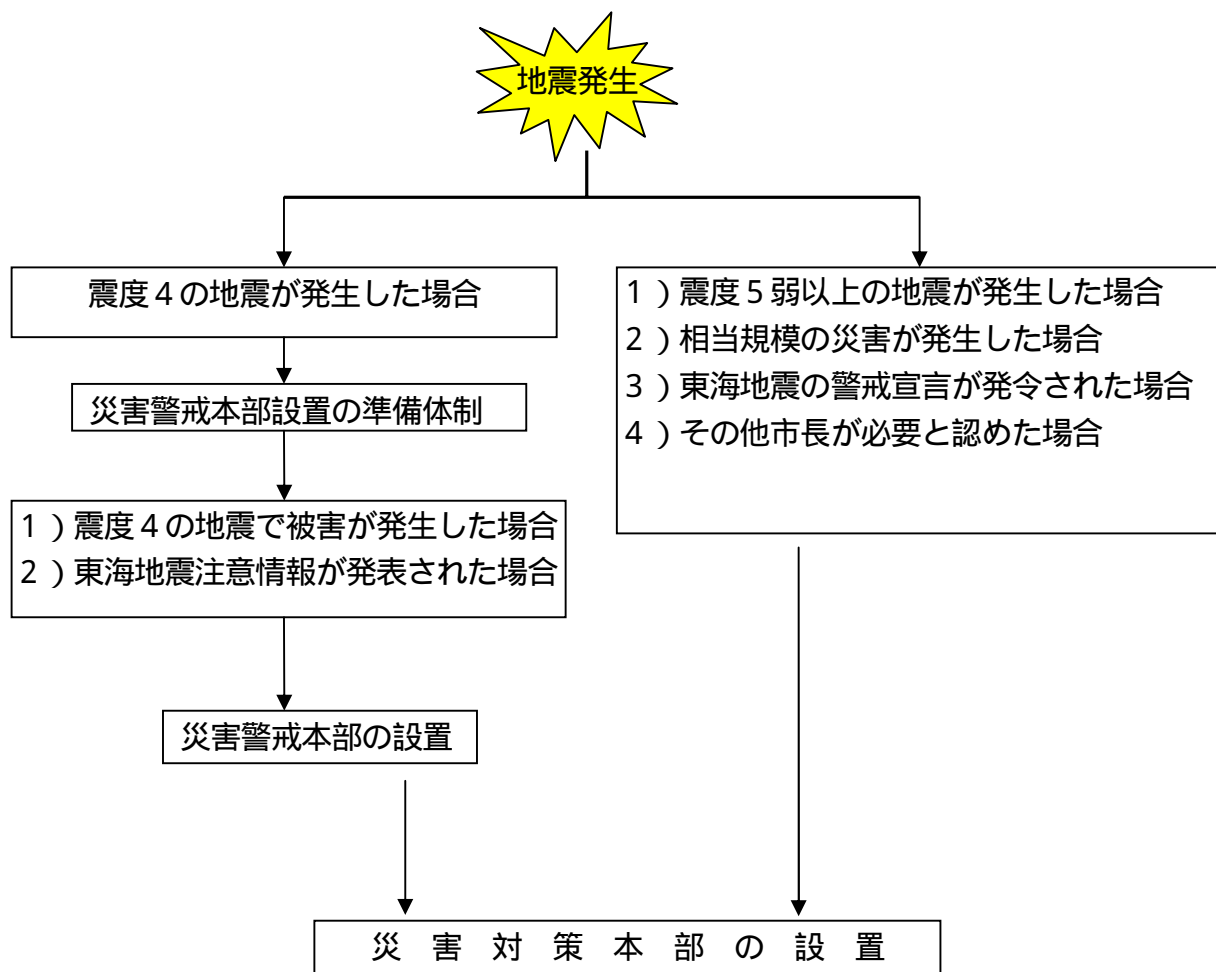 地震発生
震度4の地震が発生した場合
災害警戒本部設置の準備体制
1）震度4の地震で被害が発生した場合
2）東海地震注意情報が発表された場合
災害警戒本部の設置
1）震度5弱以上の地震が発生した場合
2）相当規模の災害が発生した場合
3）東海地震の警戒宣言が発令された場合
4）その他市長が必要と認めた場合
災害対策本部の設置